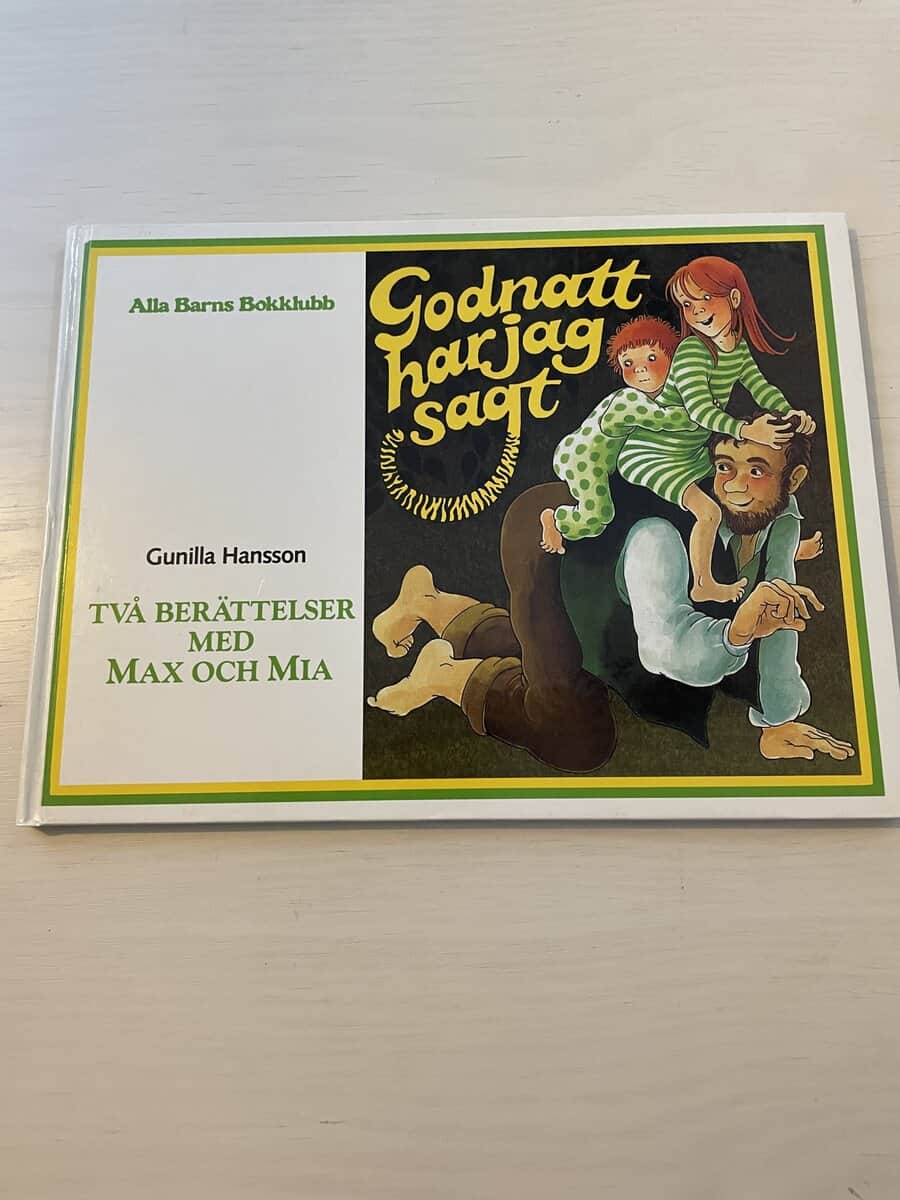 Alla Barns Bokklubb
Godnatt
har jag
sagt
Gunilla Hansson
TVÅ BERÄTTELSER
MED
MAX OCH MIA